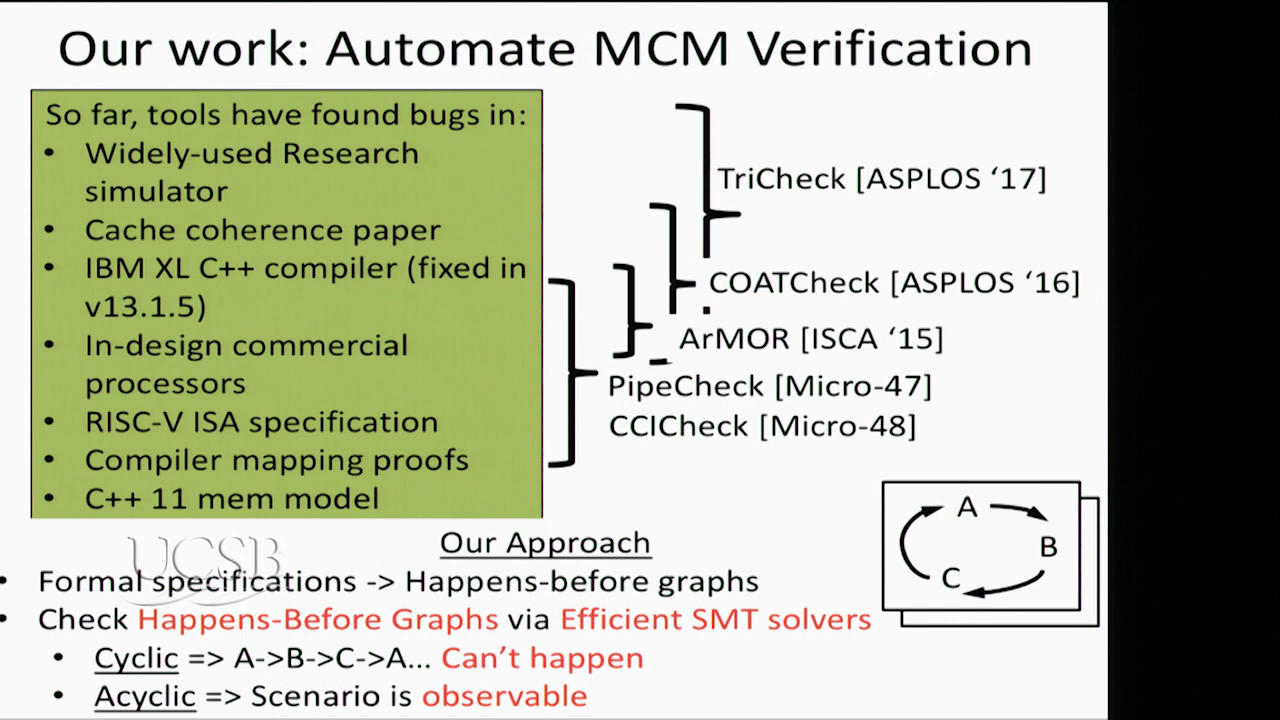 Our work: Automate MCM Verification
So far, tools have found bugs in:
• Widely-used Research
simulator
• Cache coherence paper
• IBM XL C++ compiler (fixed in
v13.1.5)
• In-design commercial
processors
• RISC-V ISA specification
• Compiler mapping proofs
• C++ 11 mem model
TriCheck [ASPLOS ‘17]
COATCheck [ASPLOS ‘16]
ArMOR [ISCA ‘15]
PipeCheck [Micro-47]
CCICheck [Micro-48]
A
B
C
UCSB
Our Approach
• Formal specifications -> Happens-before graphs
• Check Happens-Before Graphs via Efficient SMT solvers
• Cyclic => A->B->C->A... Can’t happen
• Acyclic => Scenario is observable